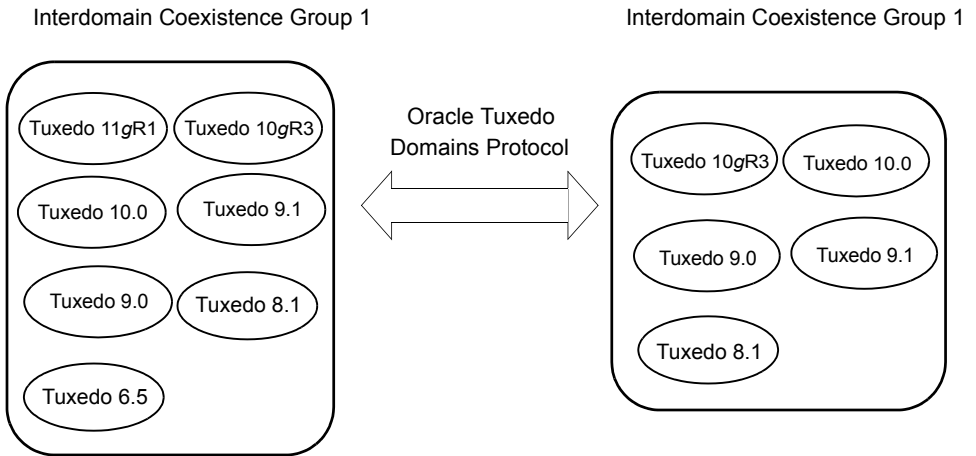 Interdomain Coexistence Group 1
Interdomain Coexistence Group 1
Oracle Tuxedo
Domains Protocol
Tuxedo 11gR1
Tuxedo 10gR3
Tuxedo 10.0
Tuxedo 9.1
Tuxedo 9.0
Tuxedo 8.1
Tuxedo 6.5
Tuxedo 10gR3
Tuxedo 10.0
Tuxedo 9.0
Tuxedo 9.1
Tuxedo 8.1